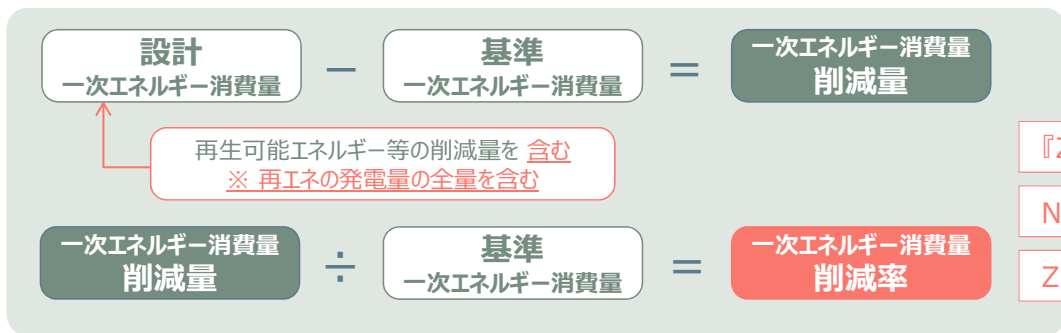 設計
一次エネルギー消費量
−
基準
一次エネルギー消費量
=
一次エネルギー消費量
削減量
再生可能エネルギー等の削減量を 含む
※ 再エネの発電量の全量を含む
『Z
N
Z
一次エネルギー消費量
削減量
÷
基準
一次エネルギー消費量
=
一次エネルギー消費量
削減率